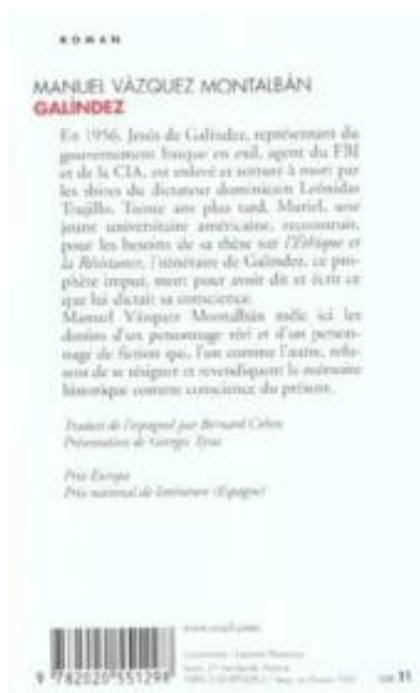 ROMAN
MANUEL VÁZQUEZ MONTALBÁN
GALÍNDEZ
En 1956, Jesús de Galíndez, représentant du
gouvernement basque en exil, agent du FBI
et de la CIA, est enlevé et torturé à mort par
les sbires du dictateur dominicain Leónidas
Trujillo. Trente ans plus tard, Muriel, une
jeune universitaire américaine, reconstruit,
pour les besoins de sa thèse sur l'Éthique et
la Résistance, l'itinéraire de Galíndez, ce pro-
phète impur, mort pour avoir dit et écrit ce
que lui dictait sa conscience.
Manuel Vázquez Montalbán mêle ici les
destins d'un personnage réel et d'un person-
nage de fiction qui, l'un comme l'autre, refu-
sent de se résigner et revendiquent la mémoire
historique comme conscience du présent.
Traduit de l'espagnol par Bernard Cohen
Présentation de Georges Tyras
Prix Europa
Prix national de littérature (Espagne)
9 782020 551298